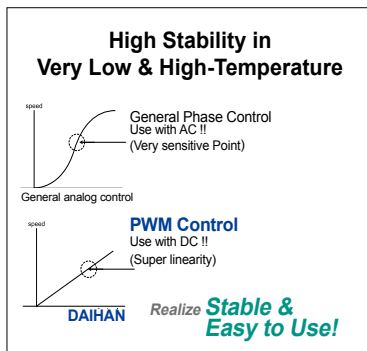 High Stability in
Very Low & High-Temperature
speed
General Phase Control
Use with AC !!
(Very sensitive Point)
General analog control
speed
PWM Control
Use with DC !!
(Super linearity)
DAIHAN
Realize Stable &
Easy to Use!